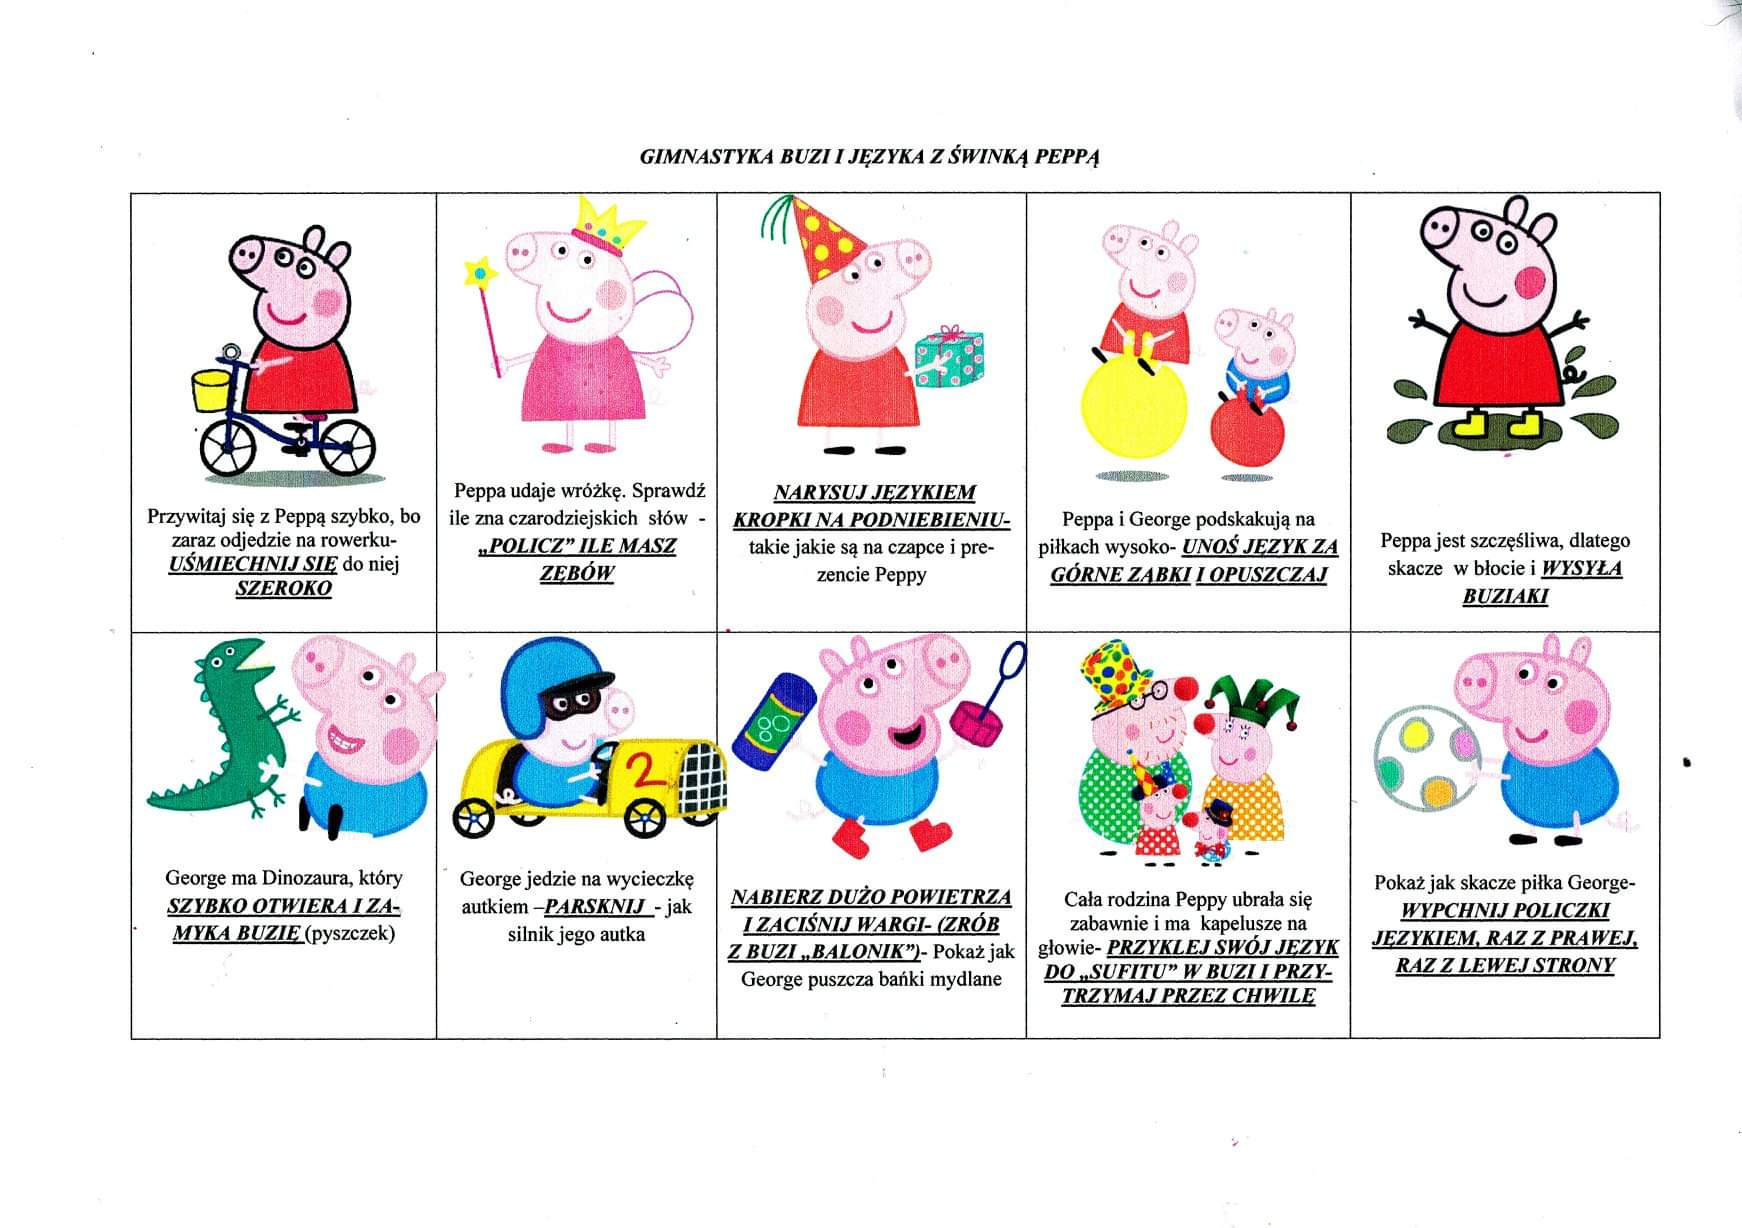 GIMNASTYKA BUZI I JĘZYKA Z ŚWINKĄ PEPPĄ
Przywitaj się z Peppą szybko, bo
zaraz odjedzie na rowerku-
UŚMIECHNIJ SIĘ do niej
SZEROKO
Peppa udaje wróżkę. Sprawdź
ile zna czarodziejskich słów -
„POLICZ” ILE MASZ
ZĘBÓW
NARYSUJ JĘZYKIEM
KROPKI NA PODNIEBIENIU-
takie jakie są na czapce i pre-
zencie Peppy
Peppa i George podskakują na
piłkach wysoko- UNOŚ JĘZYK ZA
GÓRNE ZĄBKI I OPUSZCZAJ
Peppa jest szczęśliwa, dlatego
skacze w błocie i WYSYŁA
BUZIAKI
George ma Dinozaura, który
SZYBKO OTWIERA I ZA-
MYKA BUZIĘ (pyszczek)
2
George jedzie na wycieczkę
autkiem –PARSKNIJ - jak
silnik jego autka
NABIERZ DUŻO POWIETRZA
I ZACIŚNIJ WARGI- (ZRÓB
Z BUZI „BALONIK”)- Pokaż jak
George puszcza bańki mydlane
Cała rodzina Peppy ubrała się
zabawnie i ma kapelusze na
głowie- PRZYKLEJ SWÓJ JĘZYK
DO „SUFITU” W BUZI I PRZY-
TRZYMAJ PRZEZ CHWILĘ
Pokaż jak skacze piłka George-
WYPCHNIJ POLICZKI
JĘZYKIEM, RAZ Z PRAWEJ,
RAZ Z LEWEJ STRONY